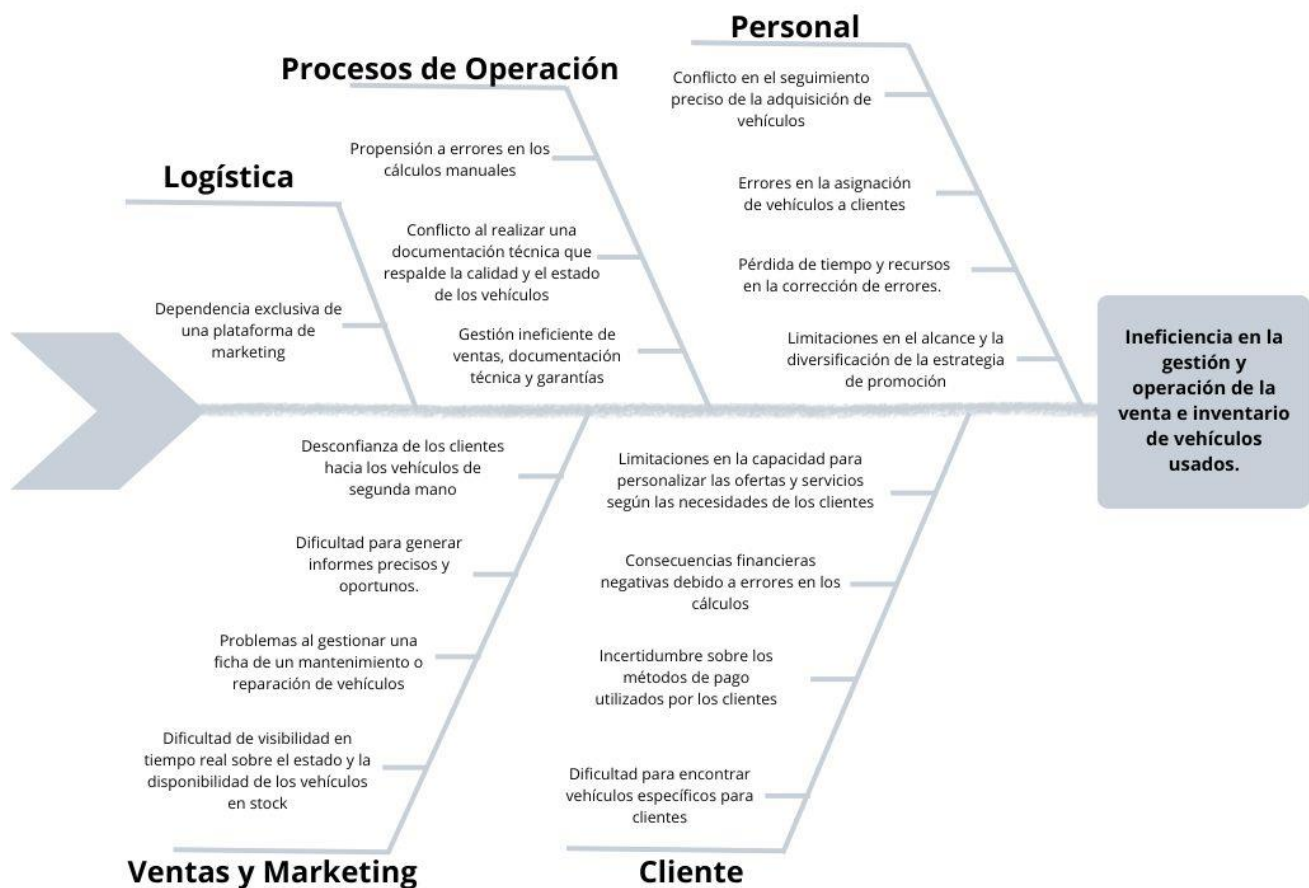 Personal
Conflicto en el seguimiento
preciso de la adquisición de
vehículos
Errores en la asignación
de vehículos a clientes
Pérdida de tiempo y recursos
en la corrección de errores.
Limitaciones en el alcance y la
diversificación de la estrategia
de promoción
Procesos de Operación
Propensión a errores en los
cálculos manuales
Conflicto al realizar una
documentación técnica que
respalde la calidad y el estado
de los vehículos
Gestión ineficiente de
ventas, documentación
técnica y garantías
Logística
Dependencia exclusiva de
una plataforma de
marketing
Ineficiencia en la
gestión y
operación de la
venta e inventario
de vehículos
usados.
Desconfianza de los clientes
hacia los vehículos de
segunda mano
Dificultad para generar
informes precisos y
oportunos.
Problemas al gestionar una
ficha de un mantenimiento o
reparación de vehículos
Dificultad de visibilidad en
tiempo real sobre el estado y la
disponibilidad de los vehículos
en stock
Ventas y Marketing
Limitaciones en la capacidad para
personalizar las ofertas y servicios
según las necesidades de los clientes
Consecuencias financieras
negativas debido a errores en los
cálculos
Incertidumbre sobre los
métodos de pago
utilizados por los clientes
Dificultad para encontrar
vehículos específicos para
clientes
Cliente